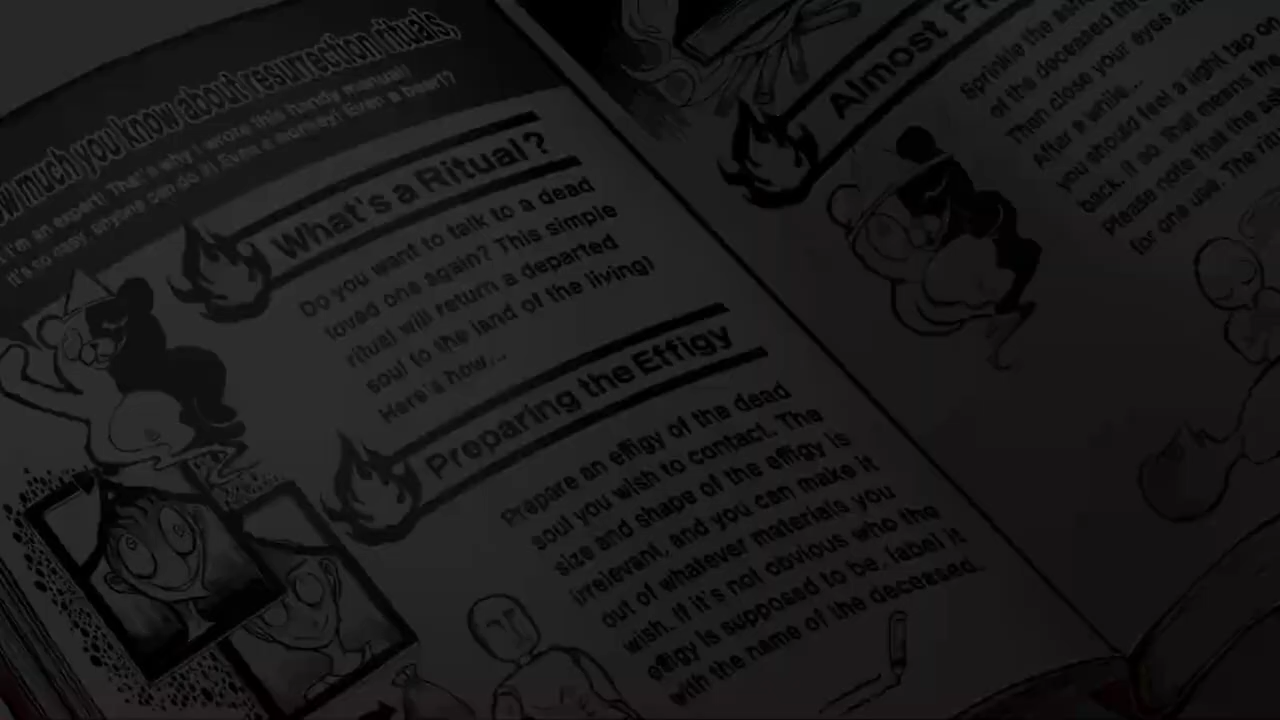 ow much you know about resurrection rituals,
I'm an expert! That's why I wrote this handy manual!
It's so easy, anyone can do it! Even a monkey! Even a bear!?
What's a Ritual?
Do you want to talk to a dead
loved one again? This simple
ritual will return a departed
soul to the land of the living)
Here's how...
Preparing the Effigy
Prepare an effigy of the dead
soul you wish to contact. The
size and shape of the effigy is
irrelevant, and you can make it
out of whatever materials you
wish. If it's not obvious who the
effigy is supposed to be, label it
with the name of the deceased.
Almost
Sprinkle the
of the deceased
Then close your eyes
After a while...
you should feel a light tap on
back. If so, that means the
Please note that the
for one use. The